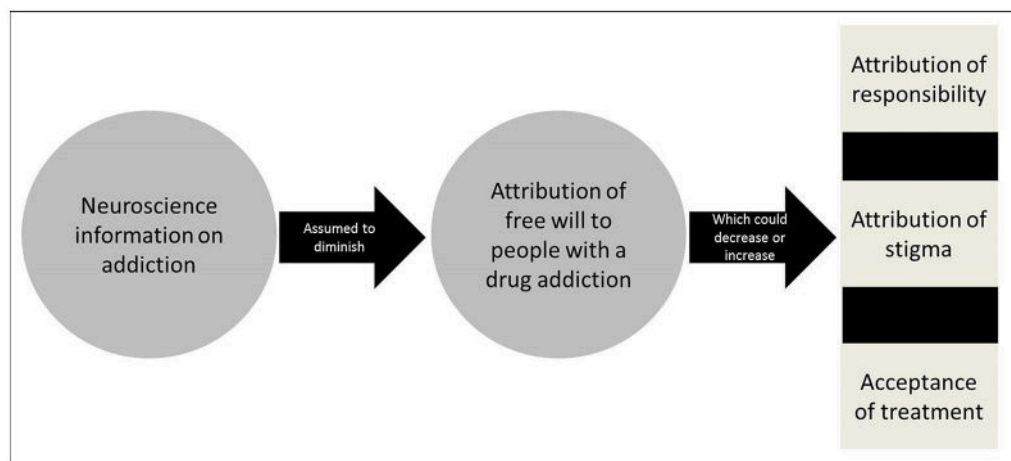 Neuroscience
information on
addiction
Assumed to
diminish
Attribution of
free will to
people with a
drug addiction
Which could
decrease or
increase
Attribution of
responsibility
Attribution of
stigma
Acceptance
of treatment